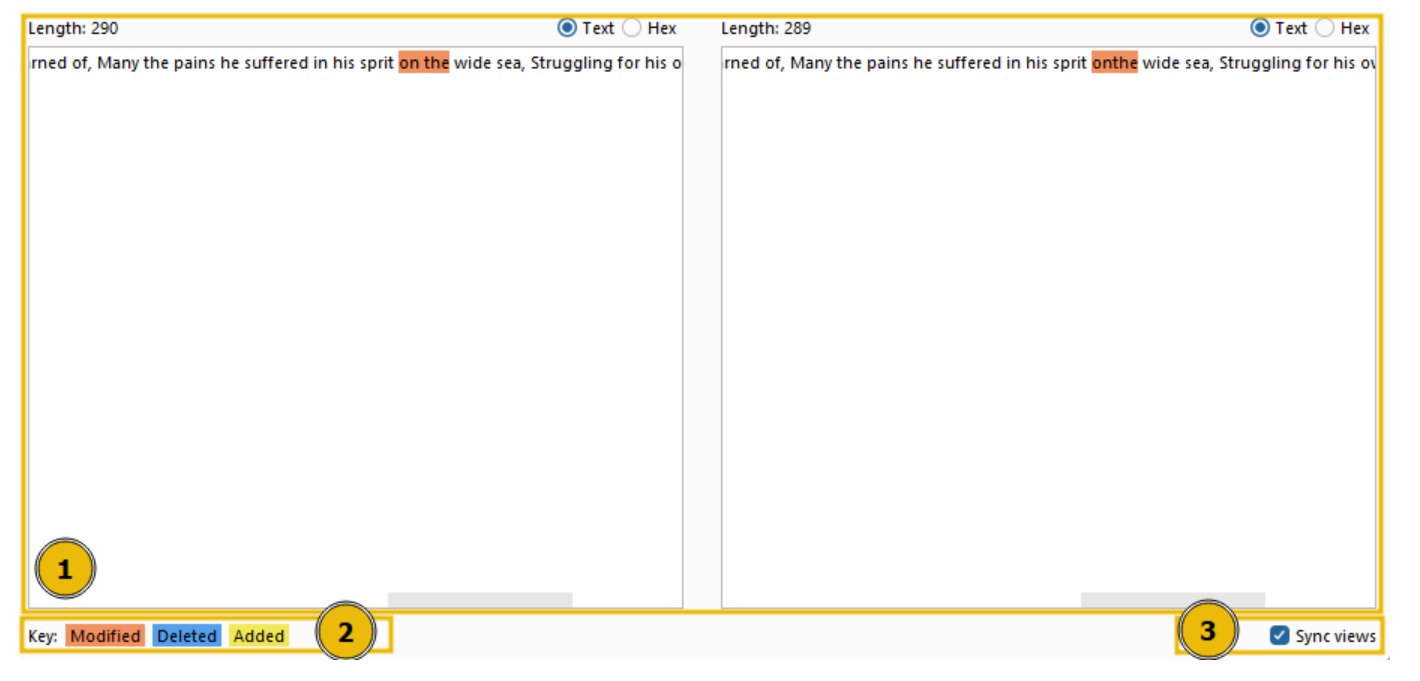 Length: 290 Text Hex Length: 289 Text Hex
rned of, Many the pains he suffered in his sprit on the wide sea, Struggling for his o rned of, Many the pains he suffered in his sprit onthe wide sea, Struggling for his ov
1
Key: Modified Deleted Added 2 3 Sync views